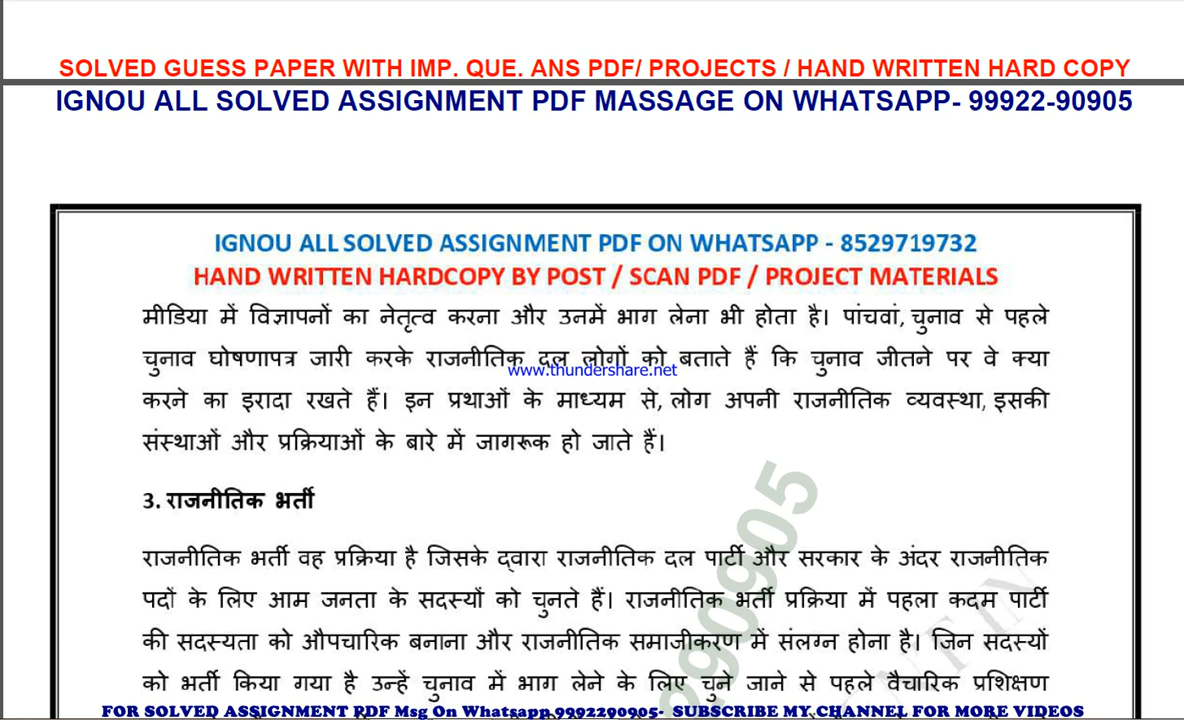 SOLVED GUESS PAPER WITH IMP. QUE. ANS PDF/ PROJECTS / HAND WRITTEN HARD COPY
IGNOU ALL SOLVED ASSIGNMENT PDF MASSAGE ON WHATSAPP- 99922-90905
IGNOU ALL SOLVED ASSIGNMENT PDF ON WHATSAPP - 8529719732
HAND WRITTEN HARDCOPY BY POST / SCAN PDF / PROJECT MATERIALS
मीडिया में विज्ञापनों का नेतृत्व करना और उनमें भाग लेना भी होता है। पांचवां, चुनाव से पहले
चुनाव घोषणापत्र जारी करके राजनीतिक दल लोगों को बताते हैं कि चुनाव जीतने पर वे क्या
www.thundershare.net
करने का इरादा रखते हैं। इन प्रथाओं के माध्यम से, लोग अपनी राजनीतिक व्यवस्था, इसकी
संस्थाओं और प्रक्रियाओं के बारे में जागरूक हो जाते हैं।
3. राजनीतिक भर्ती
राजनीतिक भर्ती वह प्रक्रिया है जिसके द्वारा राजनीतिक दल पार्टी और सरकार के अंदर राजनीतिक
पदों के लिए आम जनता के सदस्यों को चुनते हैं। राजनीतिक भर्ती प्रक्रिया में पहला कदम पार्टी
की सदस्यता को औपचारिक बनाना और राजनीतिक समाजीकरण में संलग्न होना है। जिन सदस्यों
को भर्ती किया गया है उन्हें चुनाव में भाग लेने के लिए चुने जाने से पहले वैचारिक प्रशिक्षण
290905
FOR SOLVED ASSIGNMENT PDF Msg On Whatsapp 9992290905- SUBSCRIBE MY CHANNEL FOR MORE VIDEOS